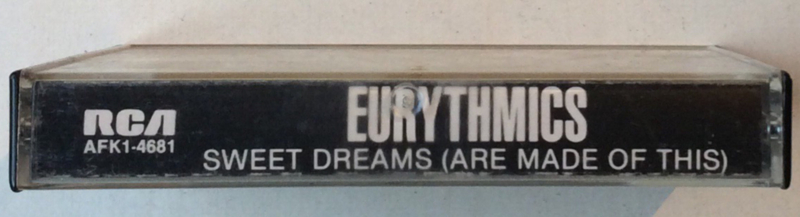 RCA
AFK1-4681
EURYTHMICS
SWEET DREAMS (ARE MADE OF THIS)